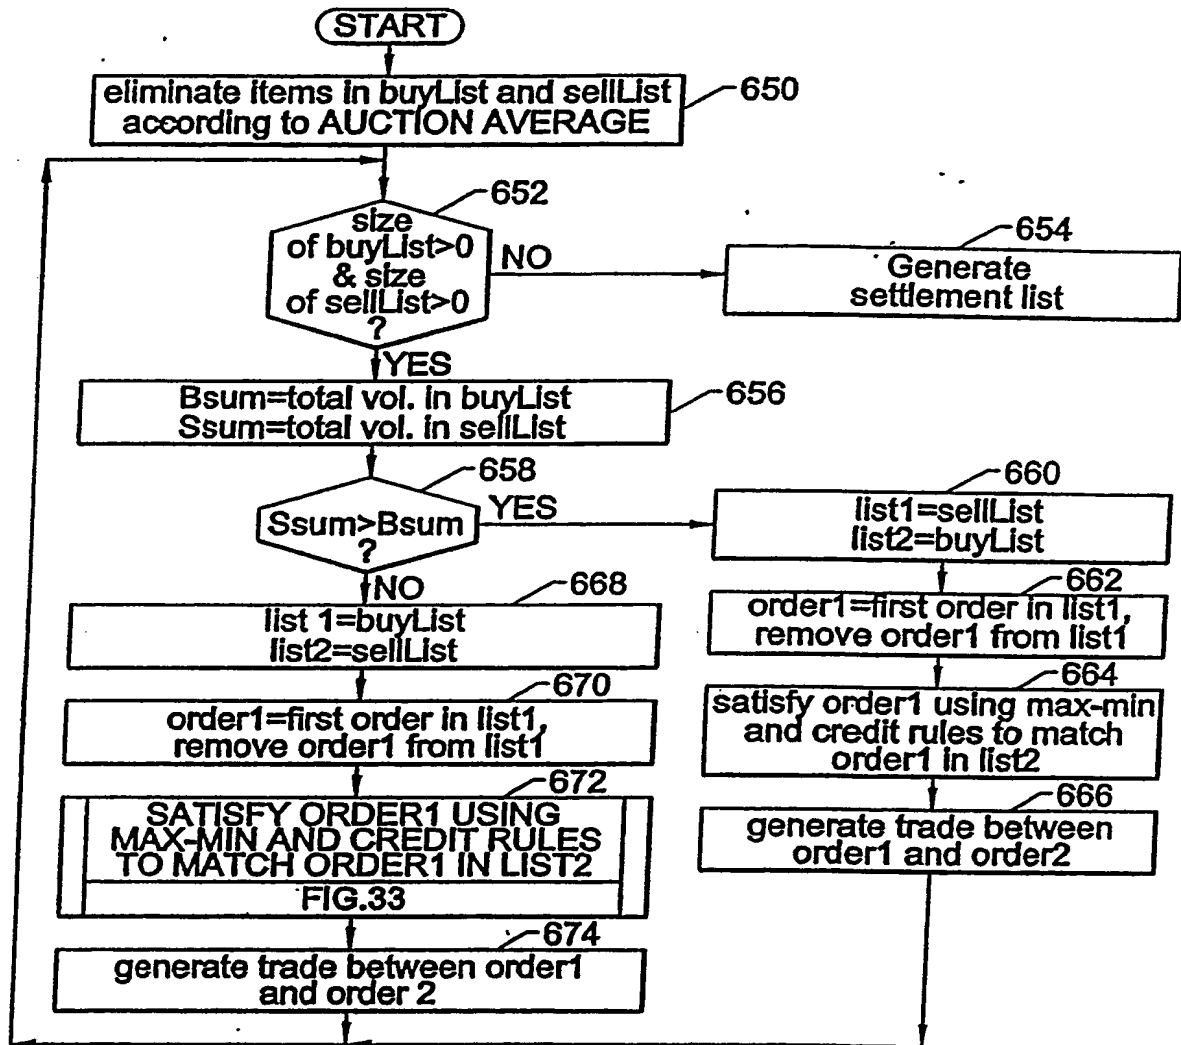 START
eliminate items in buyList and sellList
according to AUCTION AVERAGE
650
652
size
of buyList>0
& size
of sellList>0
?
NO
654
Generate
settlement list
YES
Bsum=total vol. in buyList
Ssum=total vol. in sellList
656
658
Ssum>Bsum
?
YES
660
list1=sellList
list2=buyList
NO
668
list 1=buyList
list2=sellList
662
order1=first order in list1,
remove order1 from list1
670
order1=first order in list1,
remove order1 from list1
664
satisfy order1 using max-min
and credit rules to match
order1 in list2
672
SATISFY ORDER1 USING
MAX-MIN AND CREDIT RULES
TO MATCH ORDER1 IN LIST2
FIG.33
666
generate trade between
order1 and order2
674
generate trade between order1
and order 2